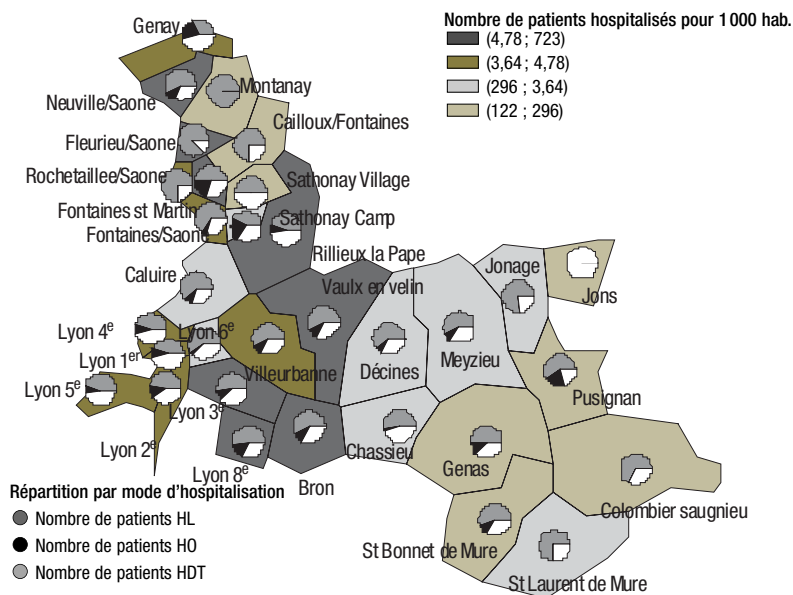 Nombre de patients hospitalisés pour 1 000 hab.
(4,78 ; 723)
(3,64 ; 4,78)
(296 ; 3,64)
(122 ; 296)
Genay
Montanay
Neuville/Saone
Cailloux/Fontaines
Fleurieu/Saone
Rochetaillee/Saone
Sathonay Village
Fontaines st Martin
Sathonay Camp
Fontaines/Saone
Rillieux la Pape
Caluire
Vaulx en velin
Jonage
Jons
Lyon 4e
Lyon 6e
Lyon 1er
Villeurbanne
Décines
Meyzieu
Pusignan
Lyon 5e
Lyon 3e
Lyon 2e
Chassieu
Lyon 8e
Bron
Genas
Colombier saugnieu
St Bonnet de Mure
St Laurent de Mure
Répartition par mode d'hospitalisation
Nombre de patients HL
Nombre de patients HO
Nombre de patients HDT